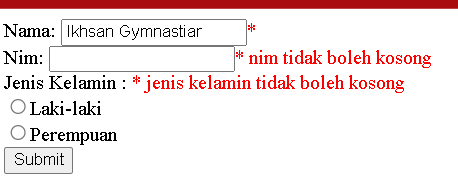 Nama: Ikhsan Gymnastiar *
Nim: * nim tidak boleh kosong
Jenis Kelamin : * jenis kelamin tidak boleh kosong
Laki-laki
Perempuan
Submit